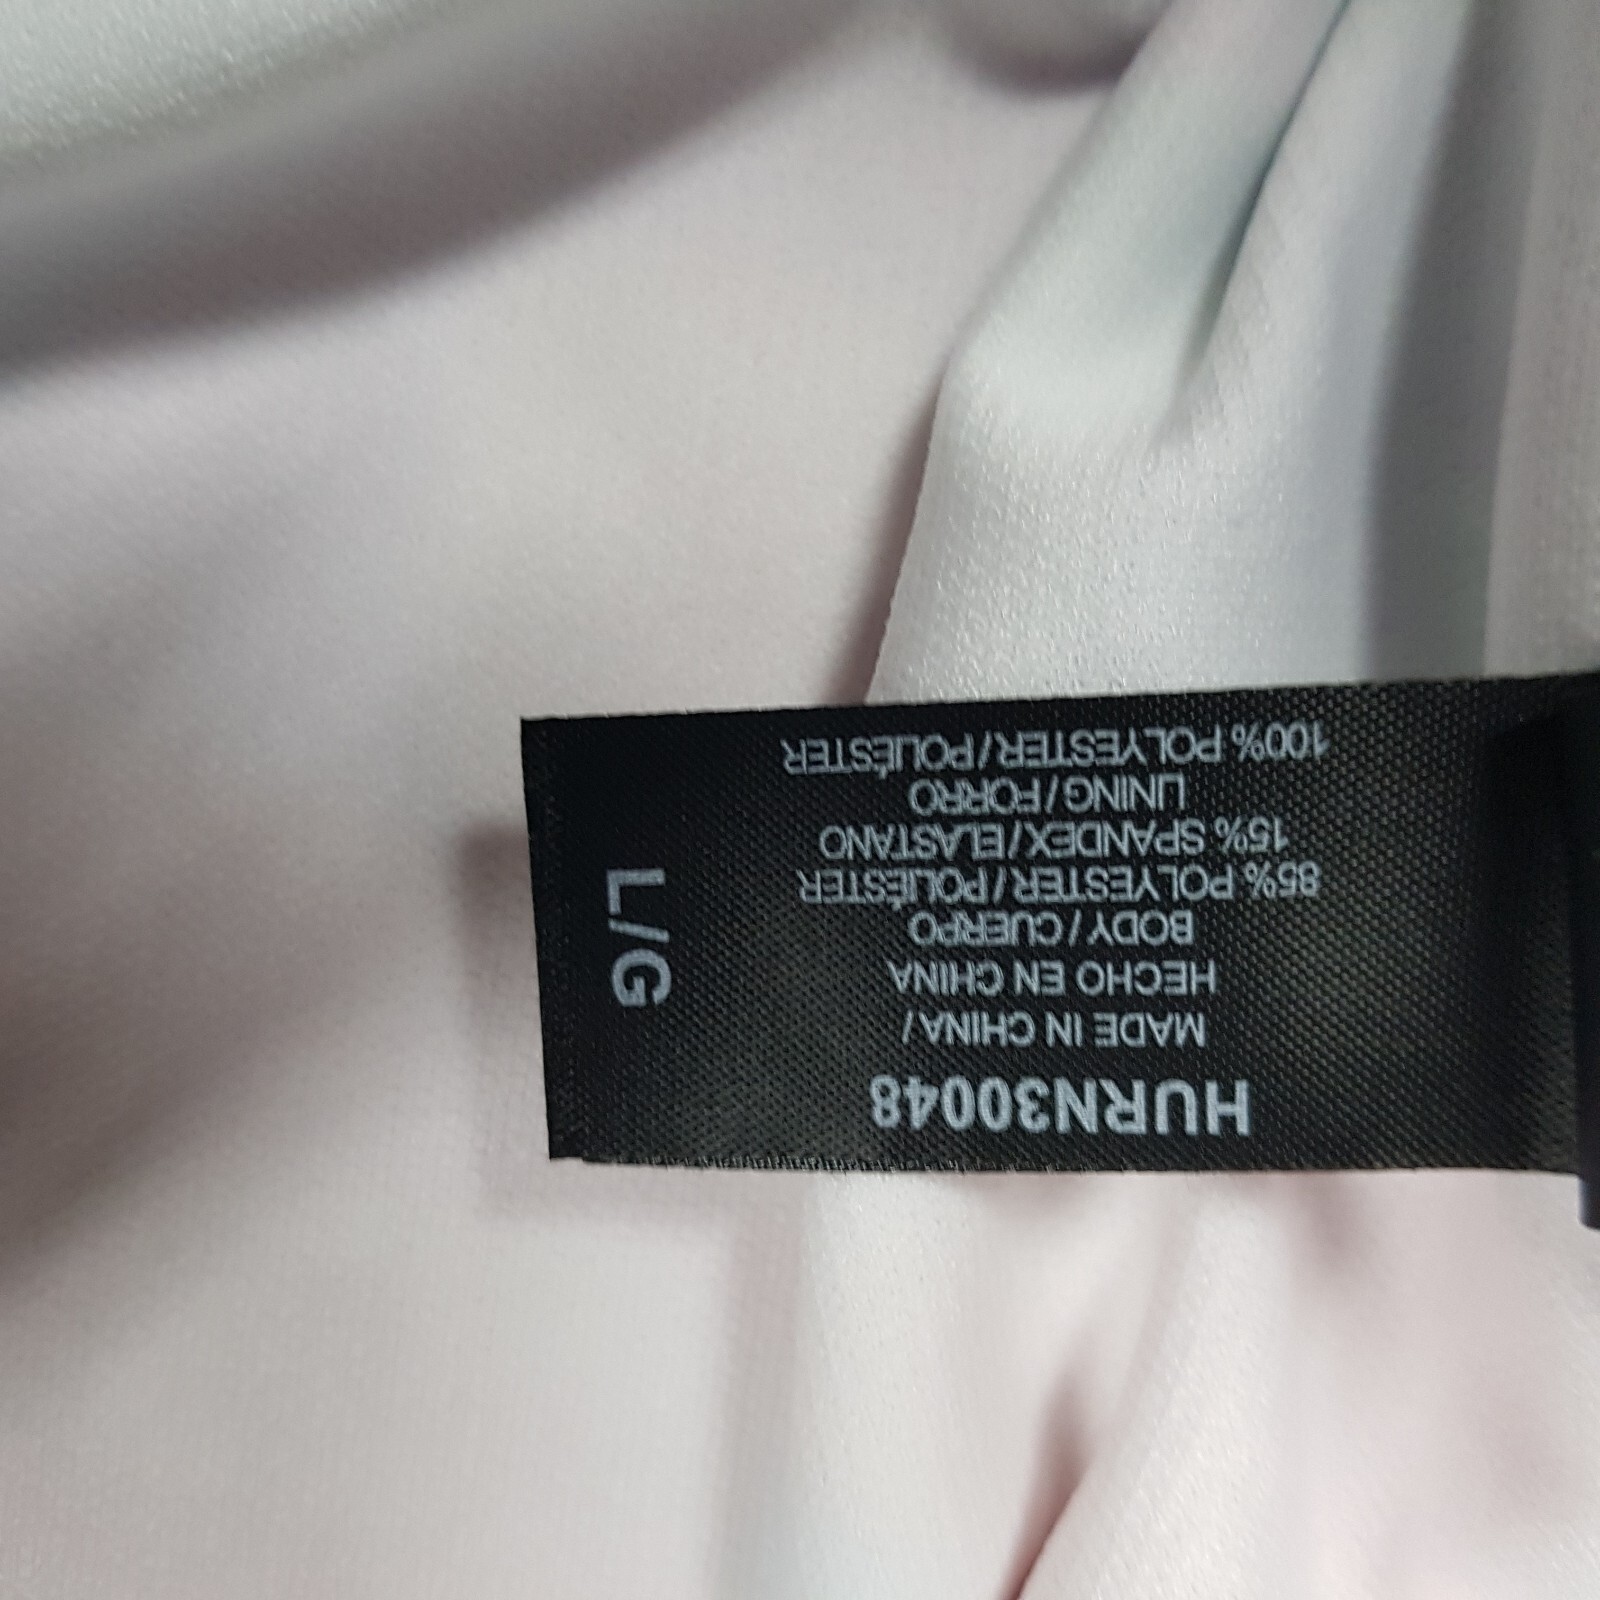 HURN30048
MADE IN CHINA /
HECHO EN CHINA
BODY / CUERPO
85% POLYESTER / POLIÉSTER
15% SPANDEX / ELASTANO
LINING / FORRO
100% POLYESTER / POLIÉSTER
L/G